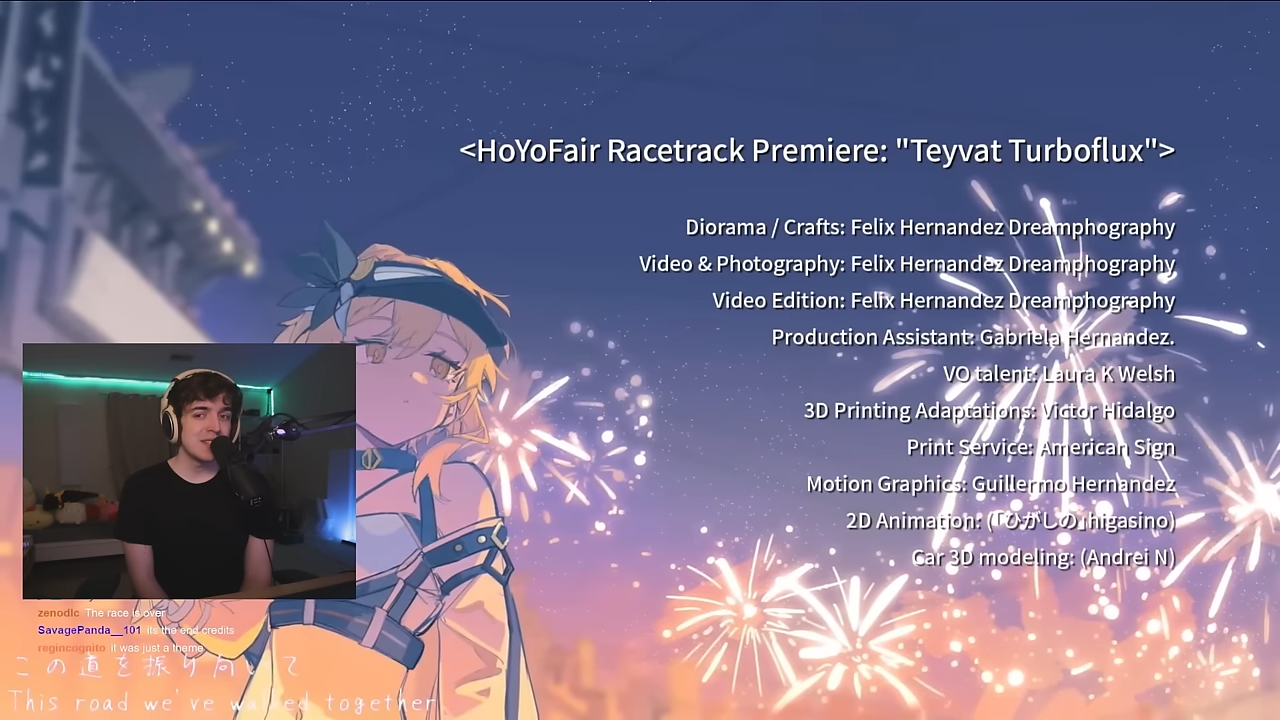 <HoYoFair Racetrack Premiere: "Teyvat Turboflux">
Diorama / Crafts: Felix Hernandez Dreamphography
Video & Photography: Felix Hernandez Dreamphography
Video Edition: Felix Hernandez Dreamphography
Production Assistant: Gabriela Hernandez.
VO talent: Laura K Welsh
3D Printing Adaptations: Victor Hidalgo
Print Service: American Sign
Motion Graphics: Guillermo Hernandez
2D Animation: (「ひがしの」higasino)
Car 3D modeling: (Andrei N)
zenodlc The race is over
SavagePanda__101 its the end credits
regincognito it was just a theme
この道を振り向いて
This road we've walked together